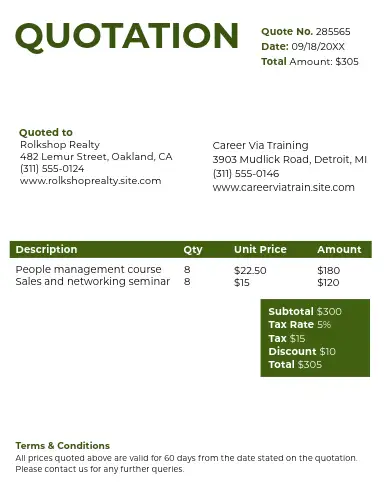 QUOTATION
Quote No. 285565
Date: 09/18/20XX
Total Amount: $305
Quoted to
Rolkshop Realty
482 Lemur Street, Oakland, CA
(311) 555-0124
www.rolkshoprealty.site.com
Career Via Training
3903 Mudlick Road, Detroit, MI
(311) 555-0146
www.careerviatrain.site.com
Description Qty Unit Price Amount
People management course 8 $22.50 $180
Sales and networking seminar 8 $15 $120
Subtotal $300
Tax Rate 5%
Tax $15
Discount $10
Total $305
Terms & Conditions
All prices quoted above are valid for 60 days from the date stated on the quotation.
Please contact us for any further queries.